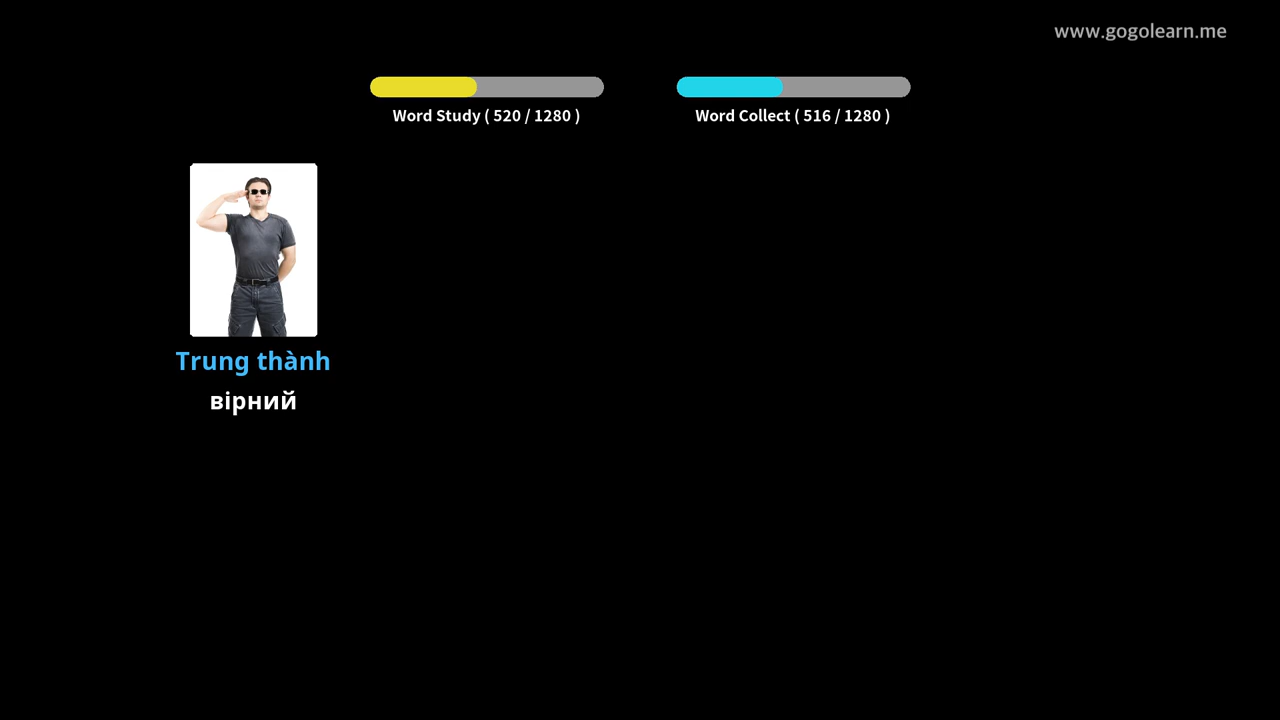 www.gogolearn.me
Word Study ( 520 / 1280 )
Word Collect ( 516 / 1280 )
Trung thành
вірний